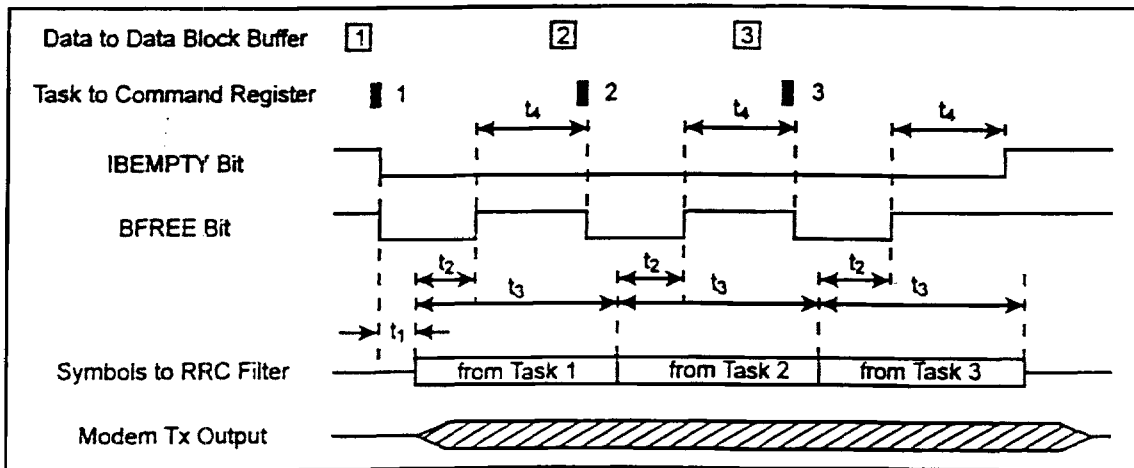 Data to Data Block Buffer 1 2 3
Task to Command Register 1 2 3
t4 t4 t4
IBEMPTY Bit
BFREE Bit
t2 t2 t2
t3 t3 t3
t1
Symbols to RRC Filter from Task 1 from Task 2 from Task 3
Modem Tx Output